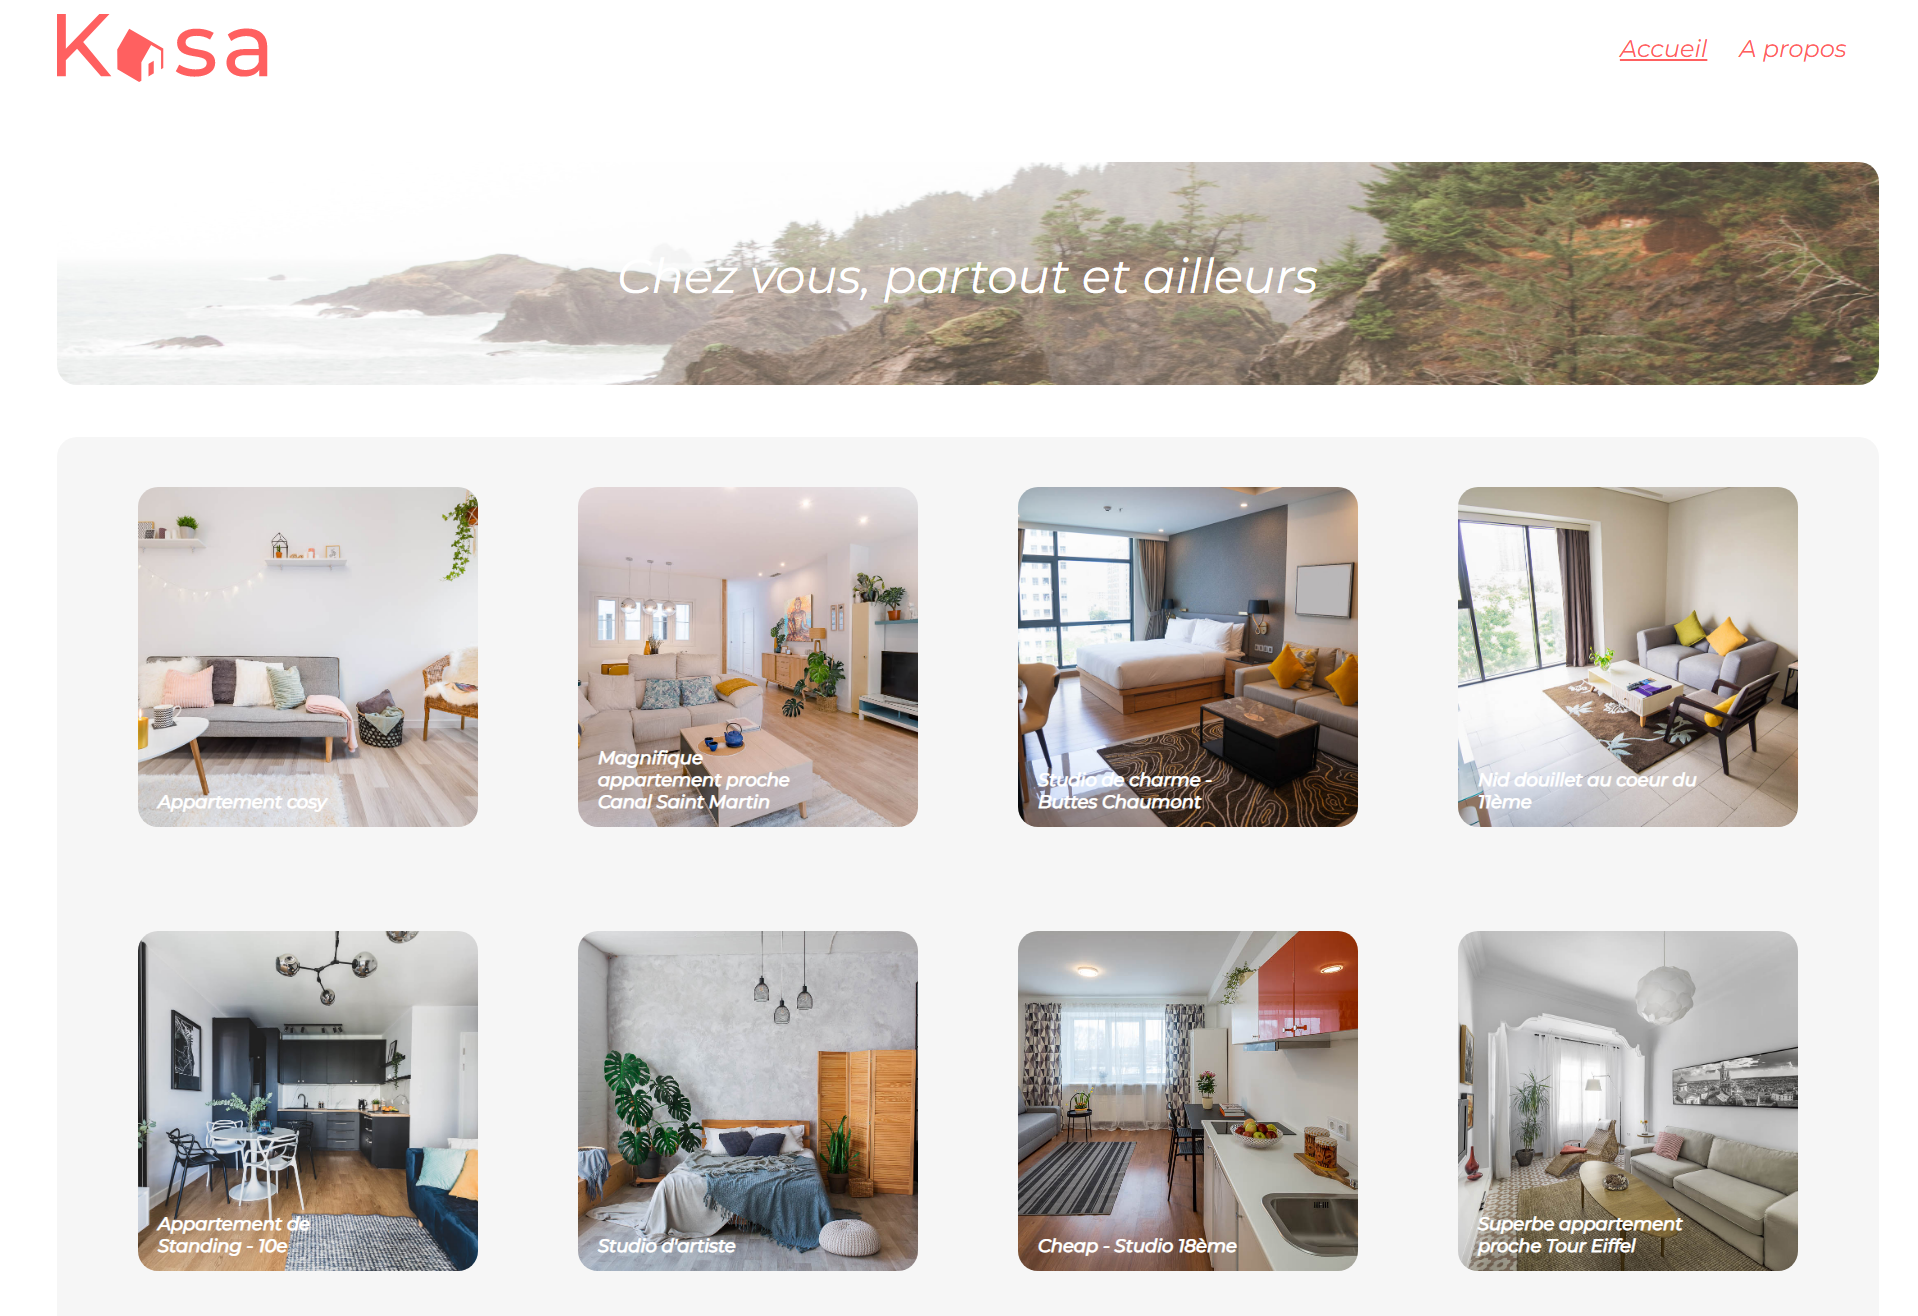 Kasa
Accueil A propos
Chez vous, partout et ailleurs
Appartement cosy
Magnifique
appartement proche
Canal Saint Martin
Studio de charme -
Buttes Chaumont
Nid douillet au coeur du
11ème
Appartement de
Standing - 10e
Studio d'artiste
Cheap - Studio 18ème
Superbe appartement
proche Tour Eiffel